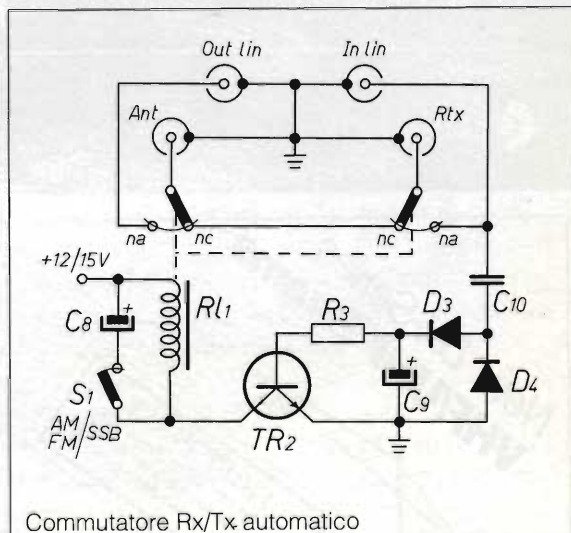 Out lin
In lin
Ant
Rtx
na
nc
nc
na
+12/15V
C8
+
Rl1
R3
D3
C10
S1
AM
FM/SSB
TR2
+
C9
D4
Commutatore Rx/Tx automatico